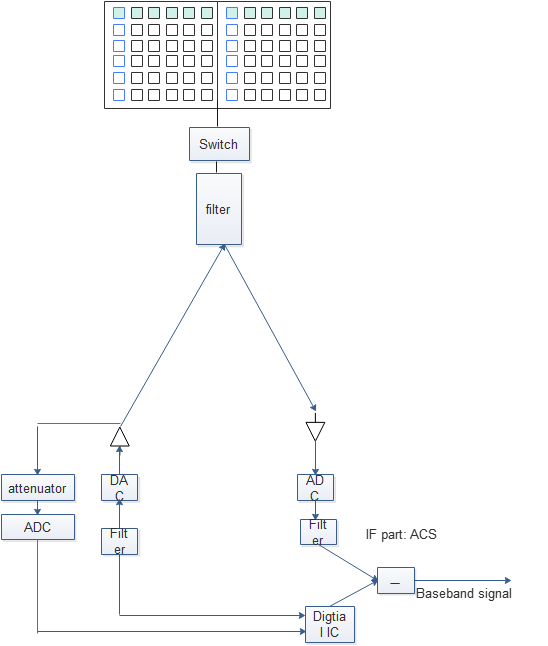 Switch
filter
attenuator
ADC
DA
C
Filt
er
AD
C
Filt
er
IF part: ACS
–
Baseband signal
Digtia
l IC